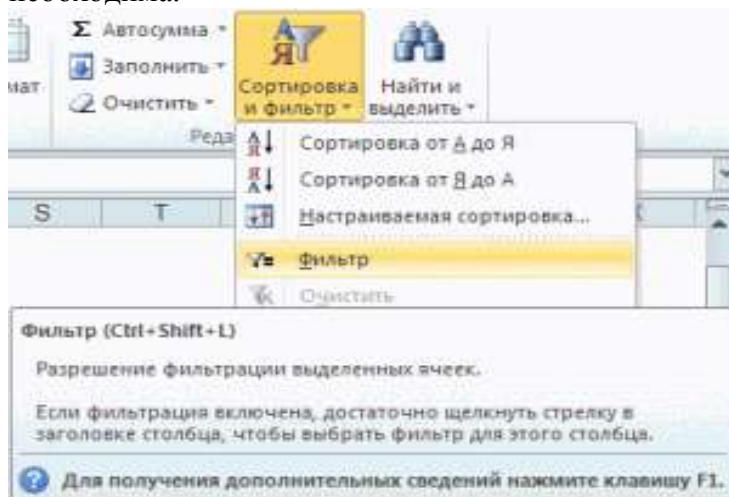 необходима.
Σ Автосумма
Заполнить
мат
Очистить
Сортировка
и фильтр
Найти и
выделить
Реда
Сортировка от А до Я
Сортировка от Я до А
S T
Настраиваемая сортировка...
Фильтр
Очистить
Фильтр (Ctrl+Shift+L)
Разрешение фильтрации выделенных ячеек.
Если фильтрация включена, достаточно щелкнуть стрелку в
заголовке столбца, чтобы выбрать фильтр для этого столбца.
Для получения дополнительных сведений нажмите клавишу F1.